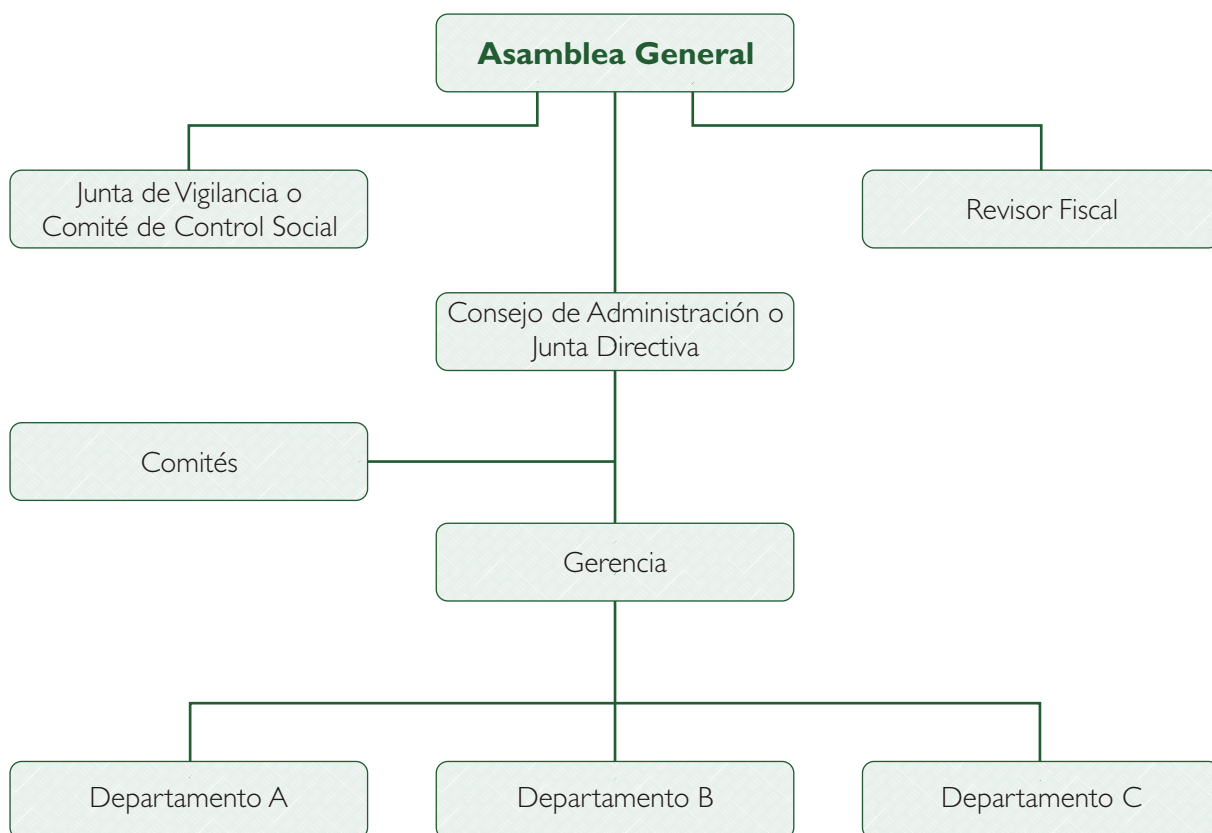 Asamblea General
Junta de Vigilancia o
Comité de Control Social
Revisor Fiscal
Consejo de Administración o
Junta Directiva
Comités
Gerencia
Departamento A
Departamento B
Departamento C